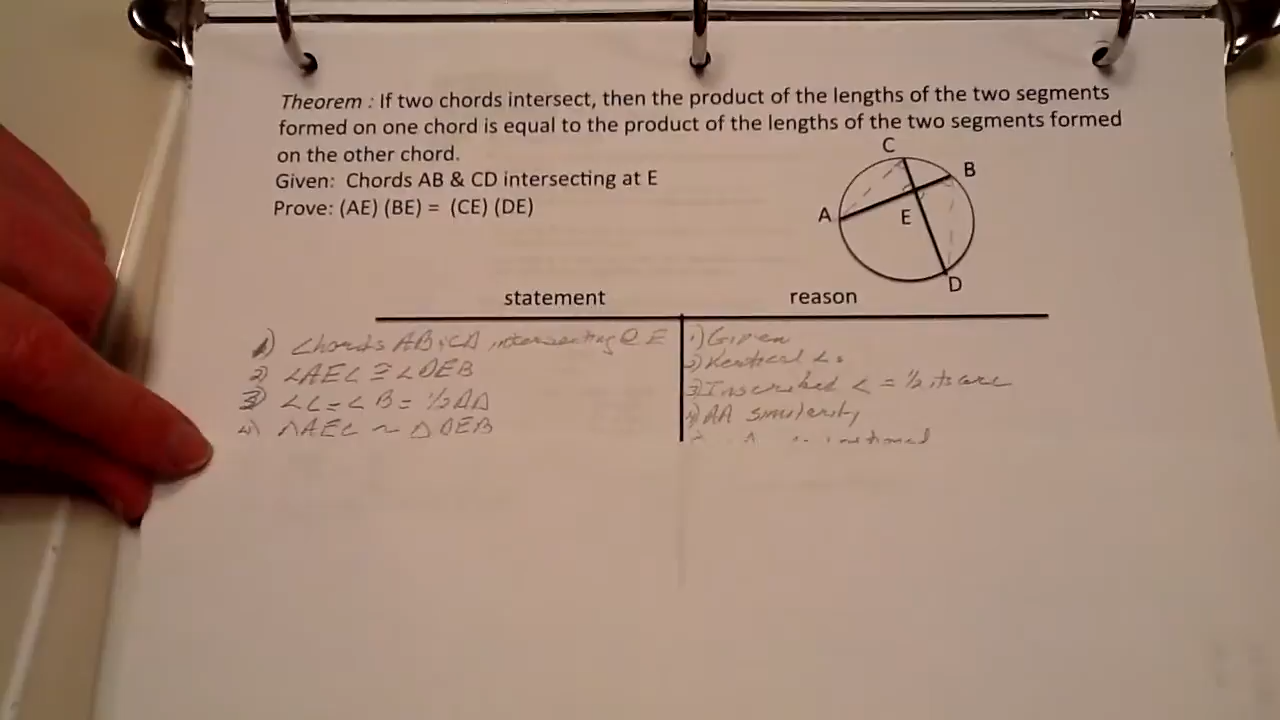 Theorem : If two chords intersect, then the product of the lengths of the two segments
formed on one chord is equal to the product of the lengths of the two segments formed
on the other chord.
Given: Chords AB & CD intersecting at E
Prove: (AE) (BE) = (CE) (DE)
C
B
A
E
D
statement
reason
1) Chords AB & CD intersecting @ E
1) Given
2) ∠AEC ≅ ∠DEB
2) Vertical ∠s
3) ∠C = ∠B = ½ AD
3) Inscribed ∠ = ½ its arc
4) △AEC ~ △DEB
4) AA similarity